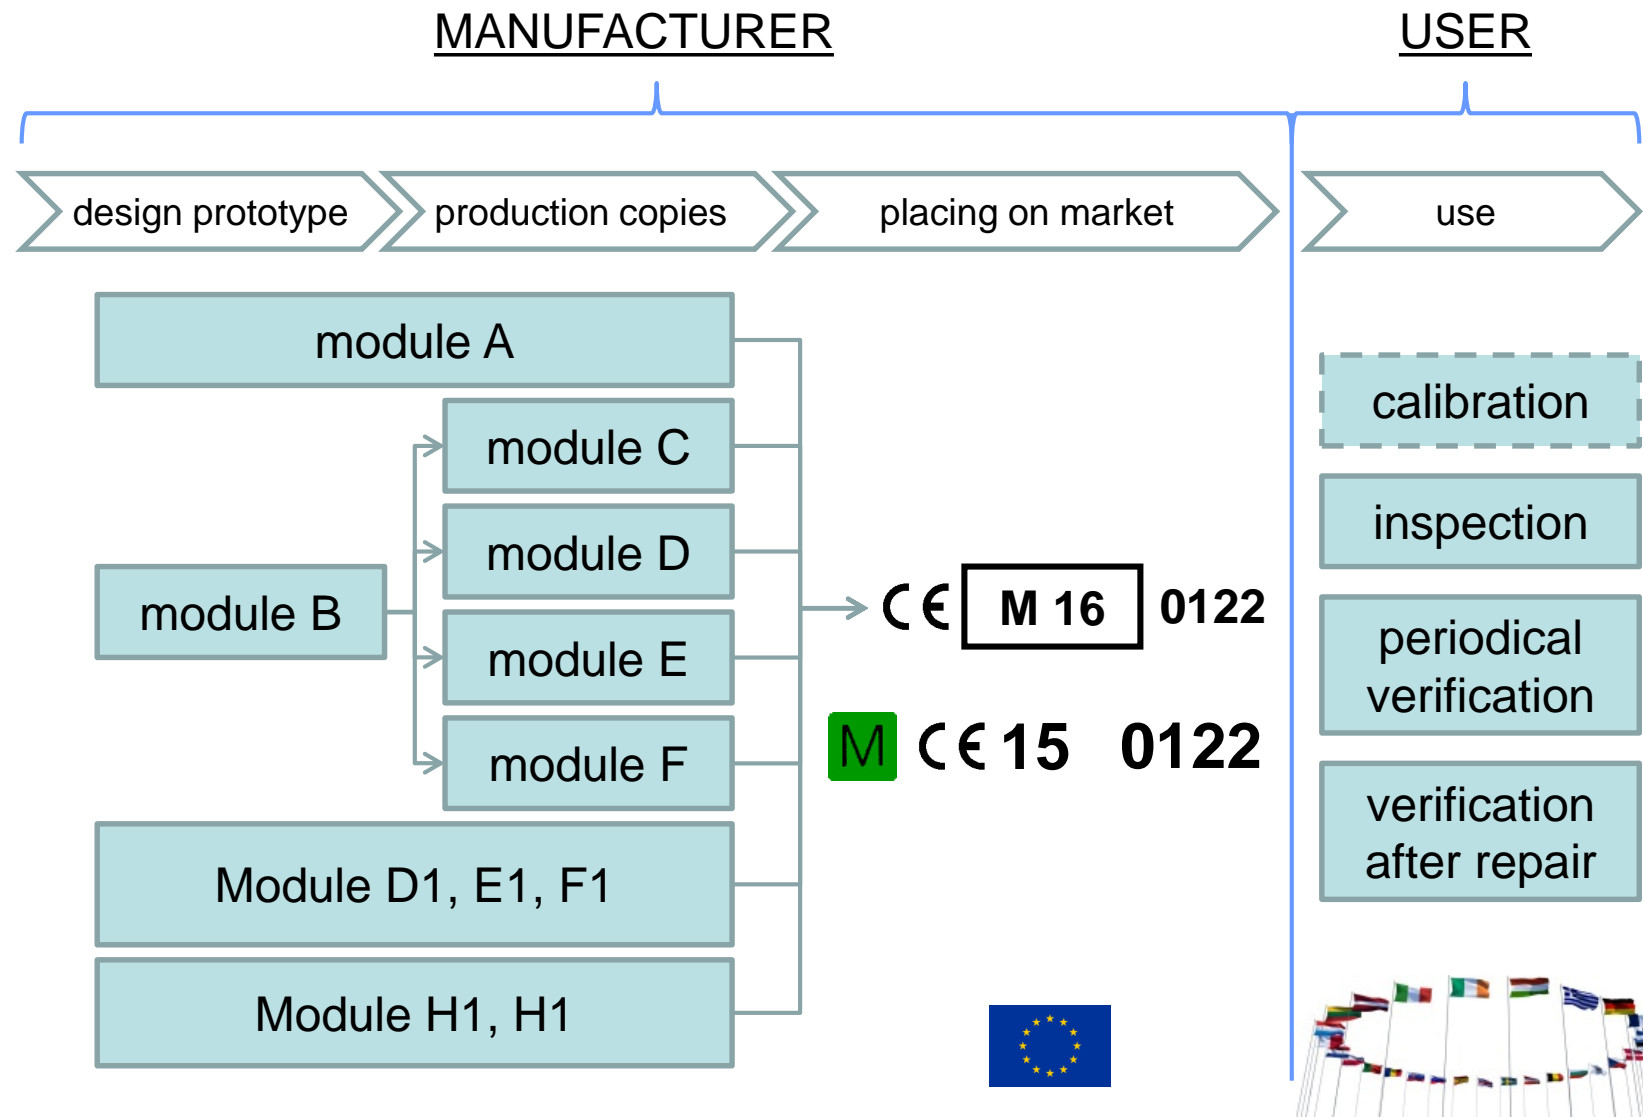 MANUFACTURER
USER
design prototype
production copies
placing on market
use
module A
module C
module D
module B
module E
module F
Module D1, E1, F1
Module H1, H1
CE M 16 0122
M CE 15 0122
calibration
inspection
periodical
verification
verification
after repair